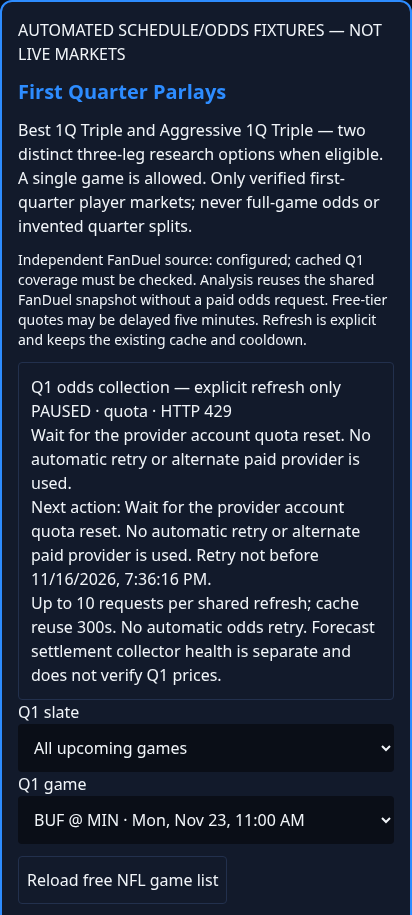 AUTOMATED SCHEDULE/ODDS FIXTURES — NOT
LIVE MARKETS
First Quarter Parlays
Best 1Q Triple and Aggressive 1Q Triple — two
distinct three-leg research options when eligible.
A single game is allowed. Only verified first-
quarter player markets; never full-game odds or
invented quarter splits.
Independent FanDuel source: configured; cached Q1
coverage must be checked. Analysis reuses the shared
FanDuel snapshot without a paid odds request. Free-tier
quotes may be delayed five minutes. Refresh is explicit
and keeps the existing cache and cooldown.
Q1 odds collection — explicit refresh only
PAUSED · quota · HTTP 429
Wait for the provider account quota reset. No
automatic retry or alternate paid provider is
used.
Next action: Wait for the provider account
quota reset. No automatic retry or alternate
paid provider is used. Retry not before
11/16/2026, 7:36:16 PM.
Up to 10 requests per shared refresh; cache
reuse 300s. No automatic odds retry. Forecast
settlement collector health is separate and
does not verify Q1 prices.
Q1 slate
All upcoming games
Q1 game
BUF @ MIN · Mon, Nov 23, 11:00 AM
Reload free NFL game list